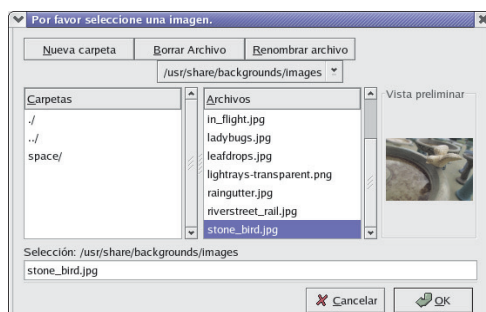 Por favor seleccione una imagen.
Nueva carpeta Borrar Archivo Renombrar archivo
/usr/share/backgrounds/images
Carpetas Archivos Vista preliminar
./ in_flight.jpg
../ ladybugs.jpg
space/ leafdrops.jpg
lightrays-transparent.png
raingutter.jpg
riverstreet_rail.jpg
stone_bird.jpg
Selección: /usr/share/backgrounds/images
stone_bird.jpg
Cancelar OK